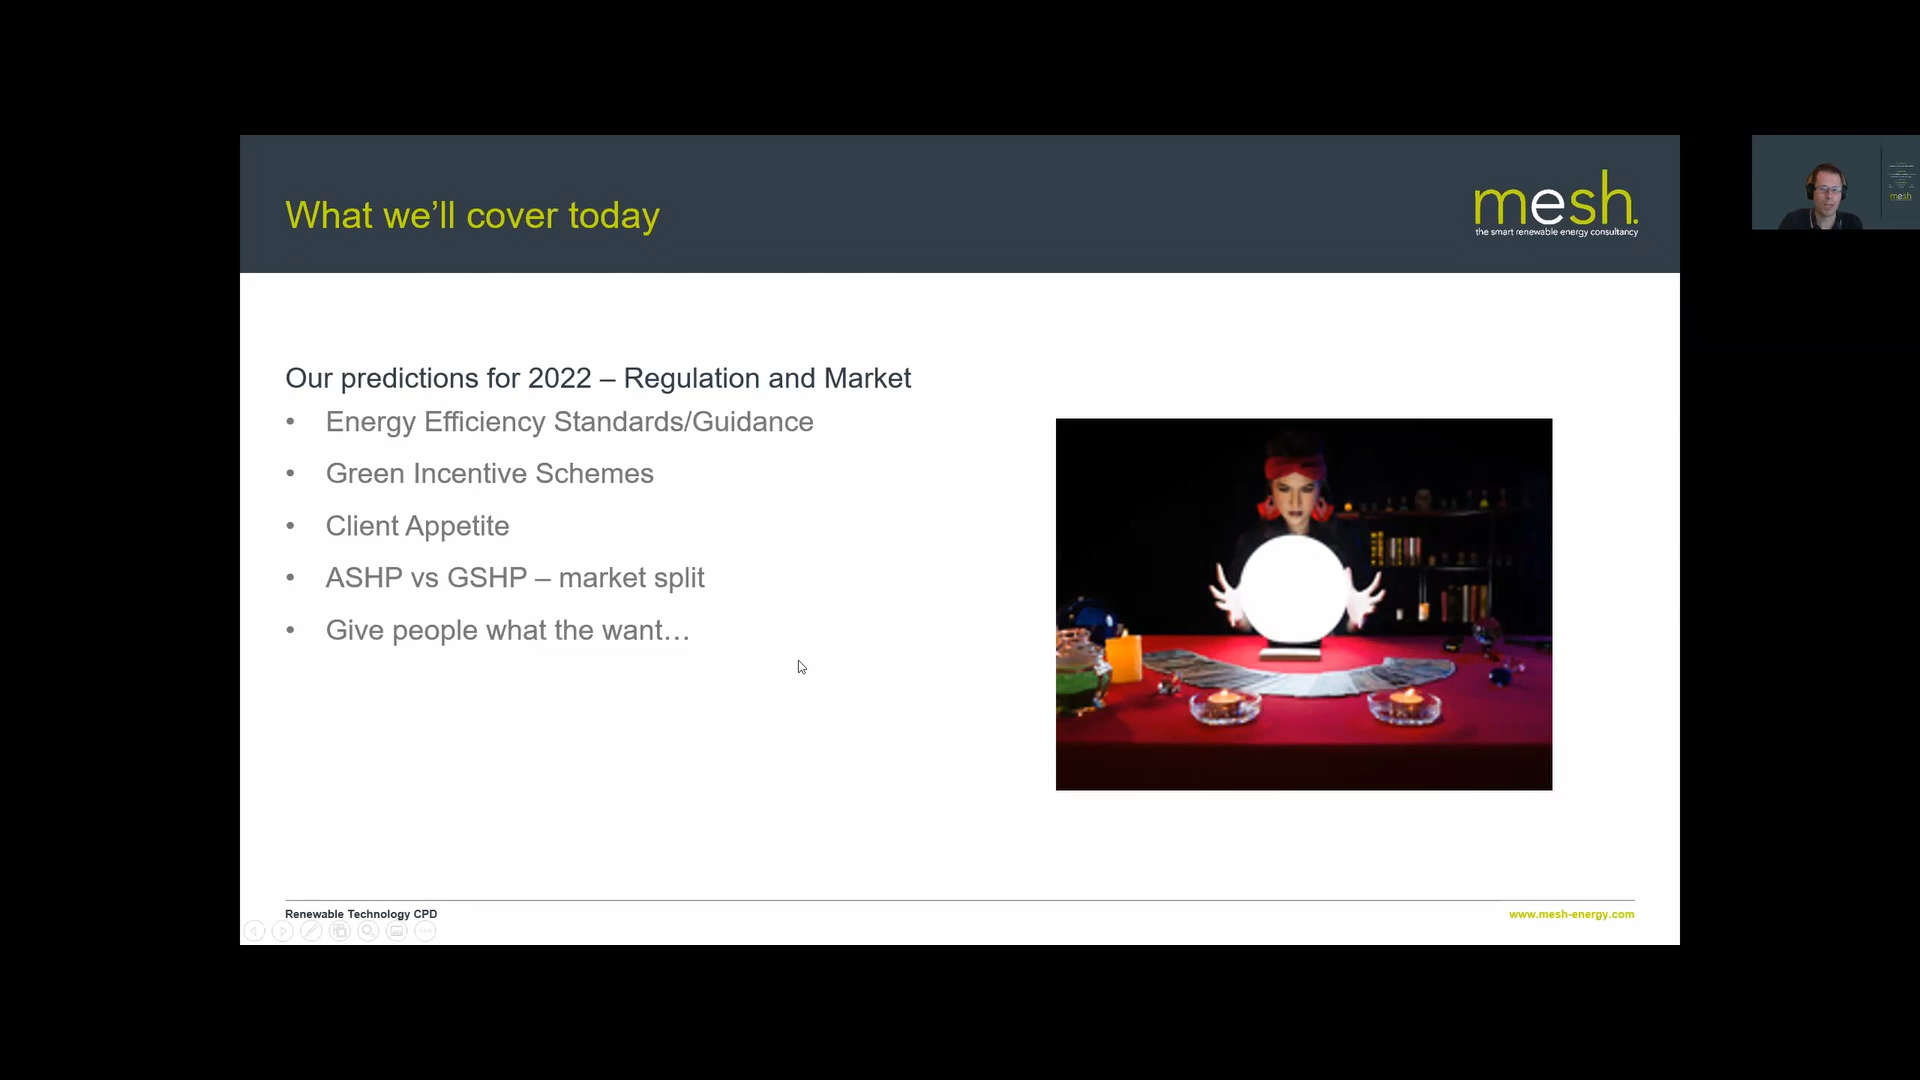 What we’ll cover today
mesh.
the smart renewable energy consultancy
mesh
Our predictions for 2022 – Regulation and Market
• Energy Efficiency Standards/Guidance
• Green Incentive Schemes
• Client Appetite
• ASHP vs GSHP – market split
• Give people what the want…
Renewable Technology CPD
www.mesh-energy.com